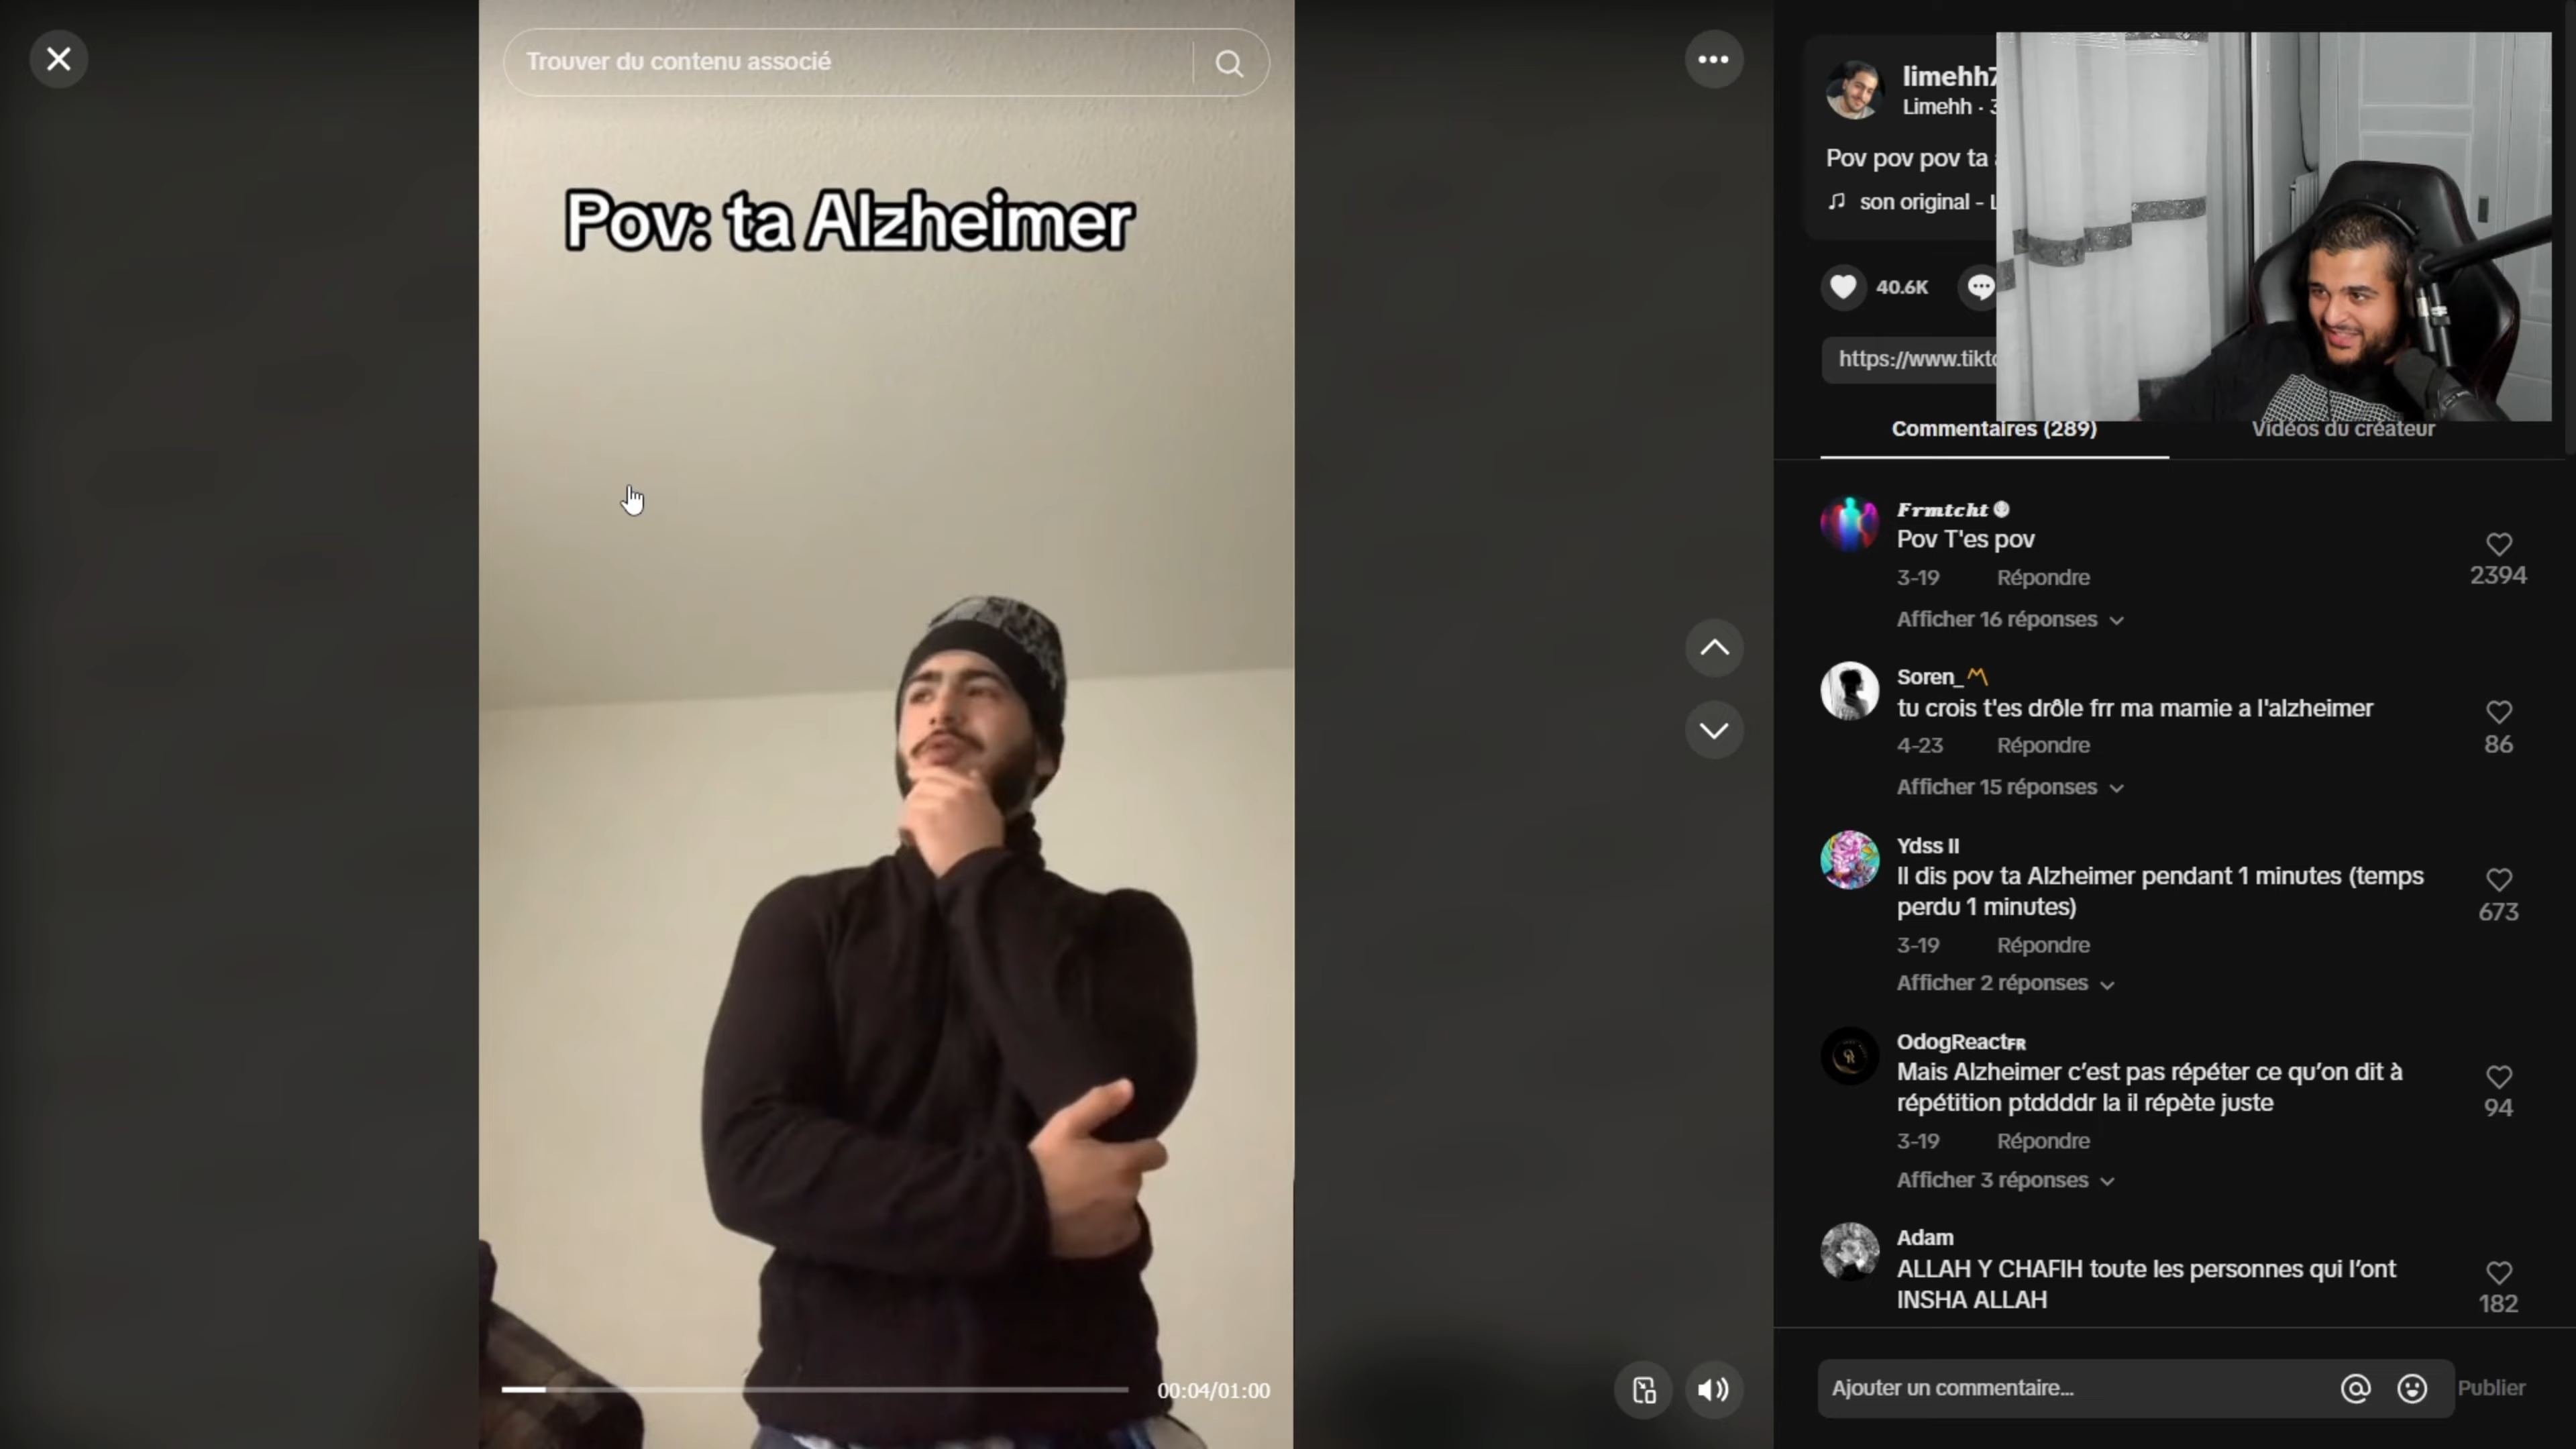 Trouver du contenu associé
Pov: ta Alzheimer
00:04/01:00
limehh7
Limehh · 3
Pov pov pov ta
son original - L
40.6K
https://www.tikt
Commentaires (289)
Vidéos du créateur
Frmtcht
Pov T'es pov
3-19 Répondre
2394
Afficher 16 réponses
Soren_
tu crois t'es drôle frr ma mamie a l'alzheimer
4-23 Répondre
86
Afficher 15 réponses
Ydss II
Il dis pov ta Alzheimer pendant 1 minutes (temps
perdu 1 minutes)
673
3-19 Répondre
Afficher 2 réponses
OdogReactFR
Mais Alzheimer c’est pas répéter ce qu’on dit à
répétition ptddddr la il répète juste
94
3-19 Répondre
Afficher 3 réponses
Adam
ALLAH Y CHAFIH toute les personnes qui l’ont
INSHA ALLAH
182
Ajouter un commentaire...
Publier